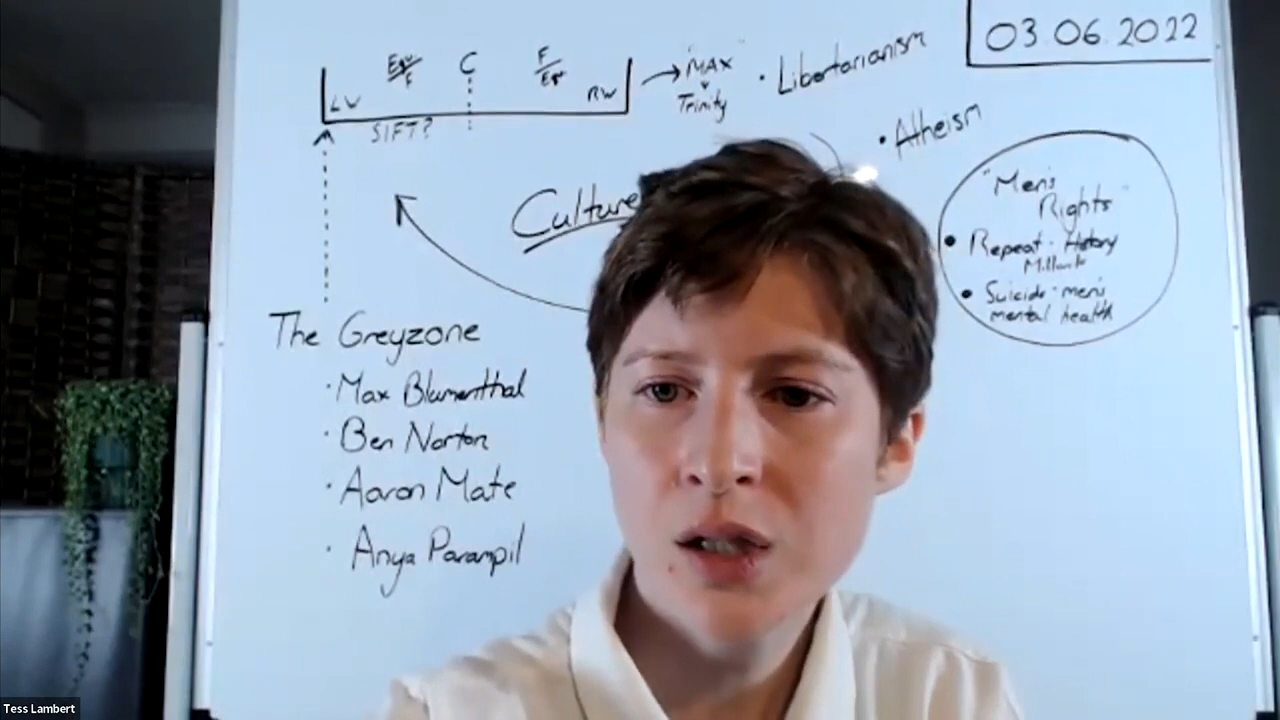 03.06.2022
Equ C F
F Eq
LW RW
SIFT?
"MAX"
Trinity
· Libertarianism
· Atheism
Culture
"Men's
Rights"
• Repeat · History
• Suicide · men's
mental health
The Greyzone
· Max Blumenthal
· Ben Norton
· Aaron Mate
· Anya Parampil
Tess Lambert